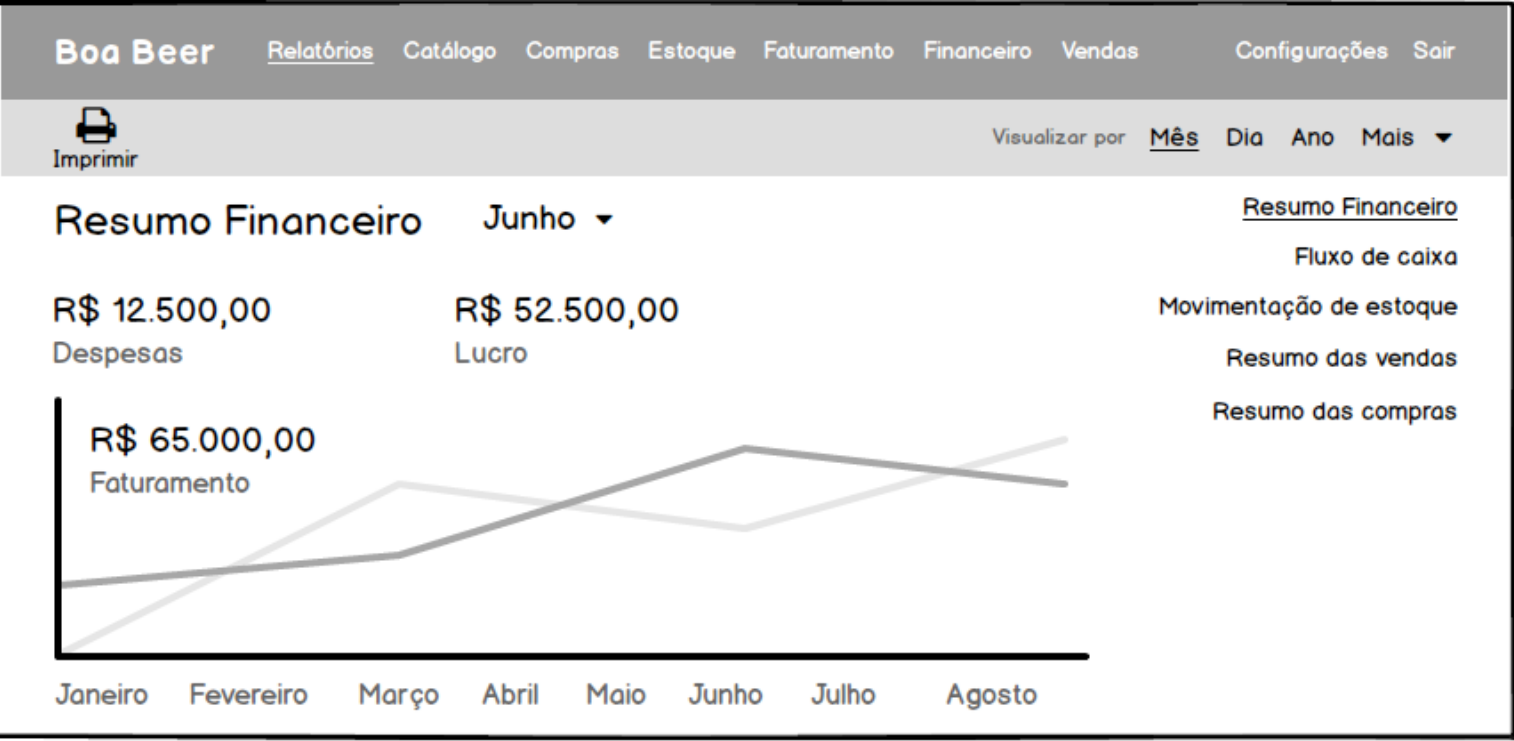 Boa Beer Relatórios Catálogo Compras Estoque Faturamento Financeiro Vendas Configurações Sair
Imprimir
Visualizar por Mês Dia Ano Mais
Resumo Financeiro Junho
R$ 12.500,00 R$ 52.500,00
Despesas Lucro
R$ 65.000,00
Faturamento
Janeiro Fevereiro Março Abril Maio Junho Julho Agosto
Resumo Financeiro
Fluxo de caixa
Movimentação de estoque
Resumo das vendas
Resumo das compras